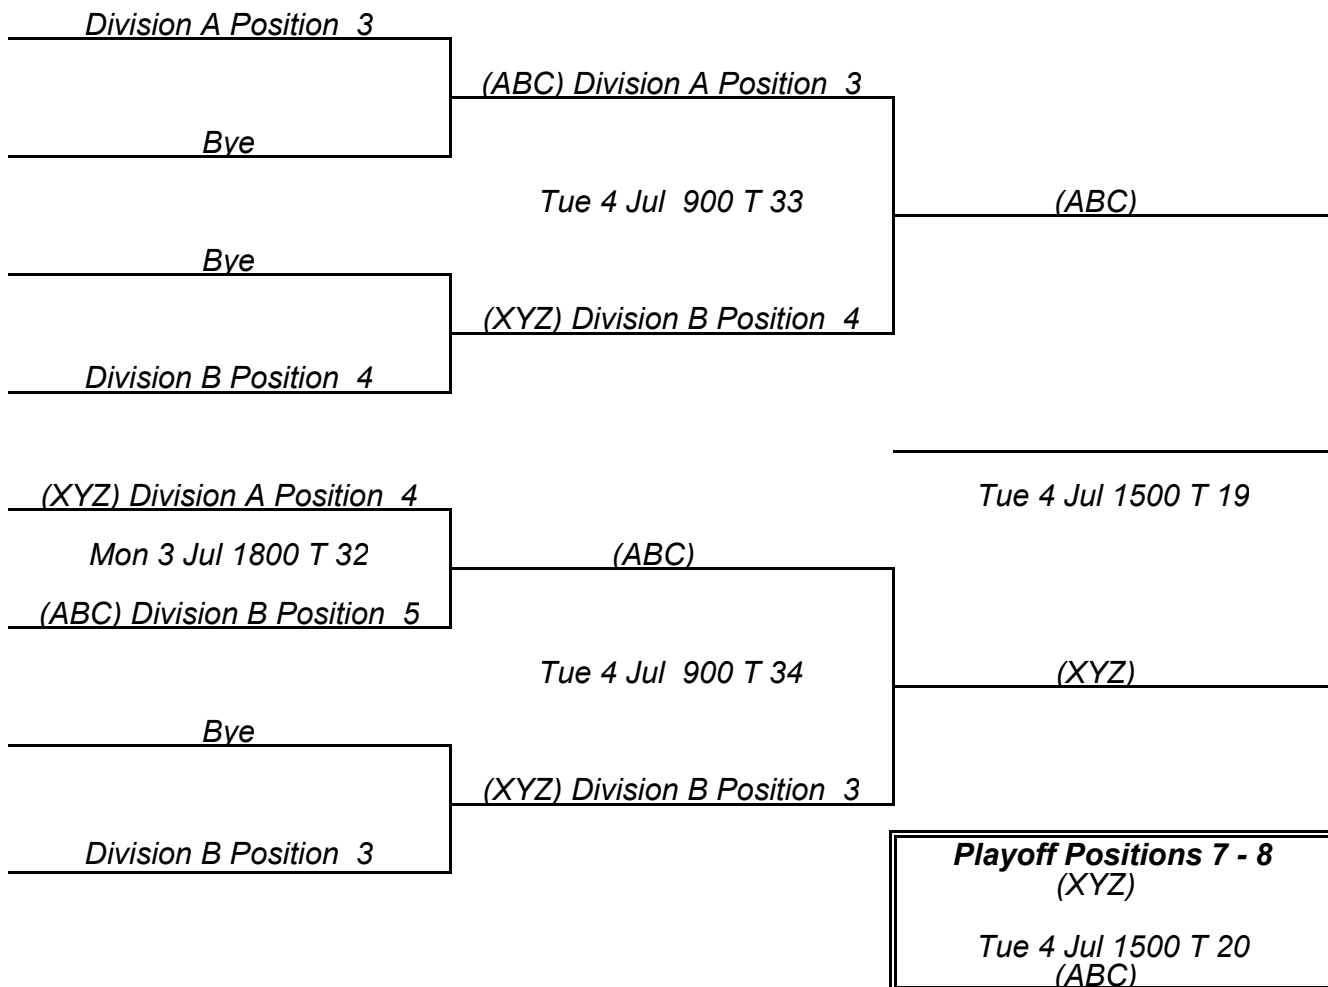 Division A Position 3
(ABC) Division A Position 3
Bye
Tue 4 Jul 900 T 33
(ABC)
Bye
(XYZ) Division B Position 4
Division B Position 4
(XYZ) Division A Position 4
Tue 4 Jul 1500 T 19
Mon 3 Jul 1800 T 32
(ABC)
(ABC) Division B Position 5
Tue 4 Jul 900 T 34
(XYZ)
Bye
(XYZ) Division B Position 3
Division B Position 3
Playoff Positions 7 - 8
(XYZ)
Tue 4 Jul 1500 T 20
(ABC)